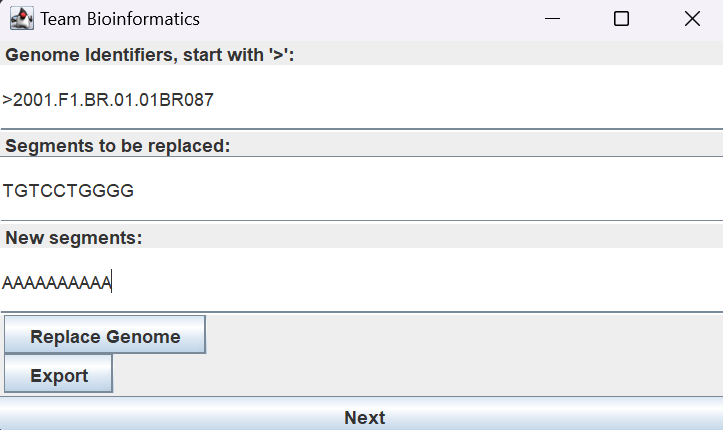 Team Bioinformatics
Genome Identifiers, start with '>':
>2001.F1.BR.01.01BR087
Segments to be replaced:
TGTCCTGGGG
New segments:
AAAAAAAAAA
Replace Genome
Export
Next